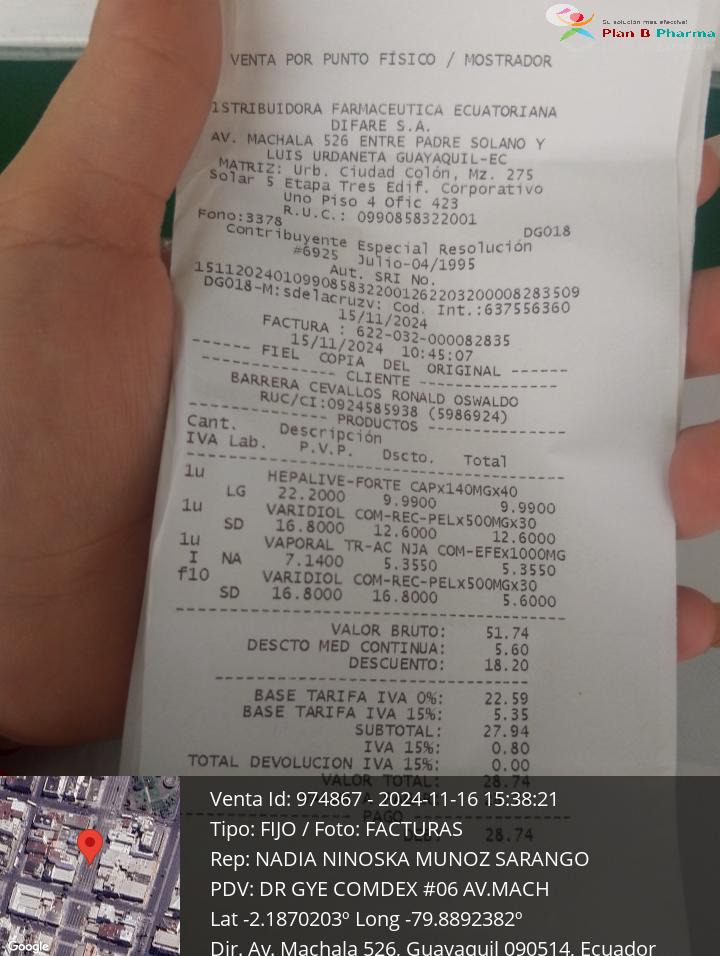 Su solución más efectiva!
Plan B Pharma
VENTA POR PUNTO FÍSICO / MOSTRADOR
ISTRIBUIDORA FARMACEUTICA ECUATORIANA
DIFARE S.A.
AV. MACHALA 526 ENTRE PADRE SOLANO Y
LUIS URDANETA GUAYAQUIL-EC
MATRIZ: Urb. Ciudad Colón, Mz. 275
Solar 5 Etapa Tres Edif. Corporativo
Uno Piso 4 Ofic 423
R.U.C.: 0990858322001
Fono:3378 DG018
Contribuyente Especial Resolución
#6925 Julio-04/1995
Aut. SRI No.
15112024010990858322001262203200008283509
DG018-M:sdelacruzv: Cod. Int.:637556360
15/11/2024
FACTURA : 622-032-000082835
15/11/2024 10:45:07
------ FIEL COPIA DEL ORIGINAL ------
-------------- CLIENTE --------------
BARRERA CEVALLOS RONALD OSWALDO
RUC/CI:0924585938 (5986924)
-------------- PRODUCTOS --------------
Cant. Descripción
IVA Lab. P.V.P. Dscto. Total
1u HEPALIVE-FORTE CAPx140MGx40
LG 22.2000 9.9900 9.9900
1u VARIDIOL COM-REC-PELx500MGx30
SD 16.8000 12.6000 12.6000
1u VAPORAL TR-AC NJA COM-EFEx1000MG
I NA 7.1400 5.3550 5.3550
f10 VARIDIOL COM-REC-PELx500MGx30
SD 16.8000 16.8000 5.6000
VALOR BRUTO: 51.74
DESCTO MED CONTINUA: 5.60
DESCUENTO: 18.20
BASE TARIFA IVA 0%: 22.59
BASE TARIFA IVA 15%: 5.35
SUBTOTAL: 27.94
IVA 15%: 0.80
TOTAL DEVOLUCION IVA 15%: 0.00
VALOR TOTAL: 28.74
PAGO
28.74
Venta Id: 974867 - 2024-11-16 15:38:21
Tipo: FIJO / Foto: FACTURAS
Rep: NADIA NINOSKA MUNOZ SARANGO
PDV: DR GYE COMDEX #06 AV.MACH
Lat -2.1870203º Long -79.8892382º
Dir. Av. Machala 526, Guayaquil 090514, Ecuador
Google